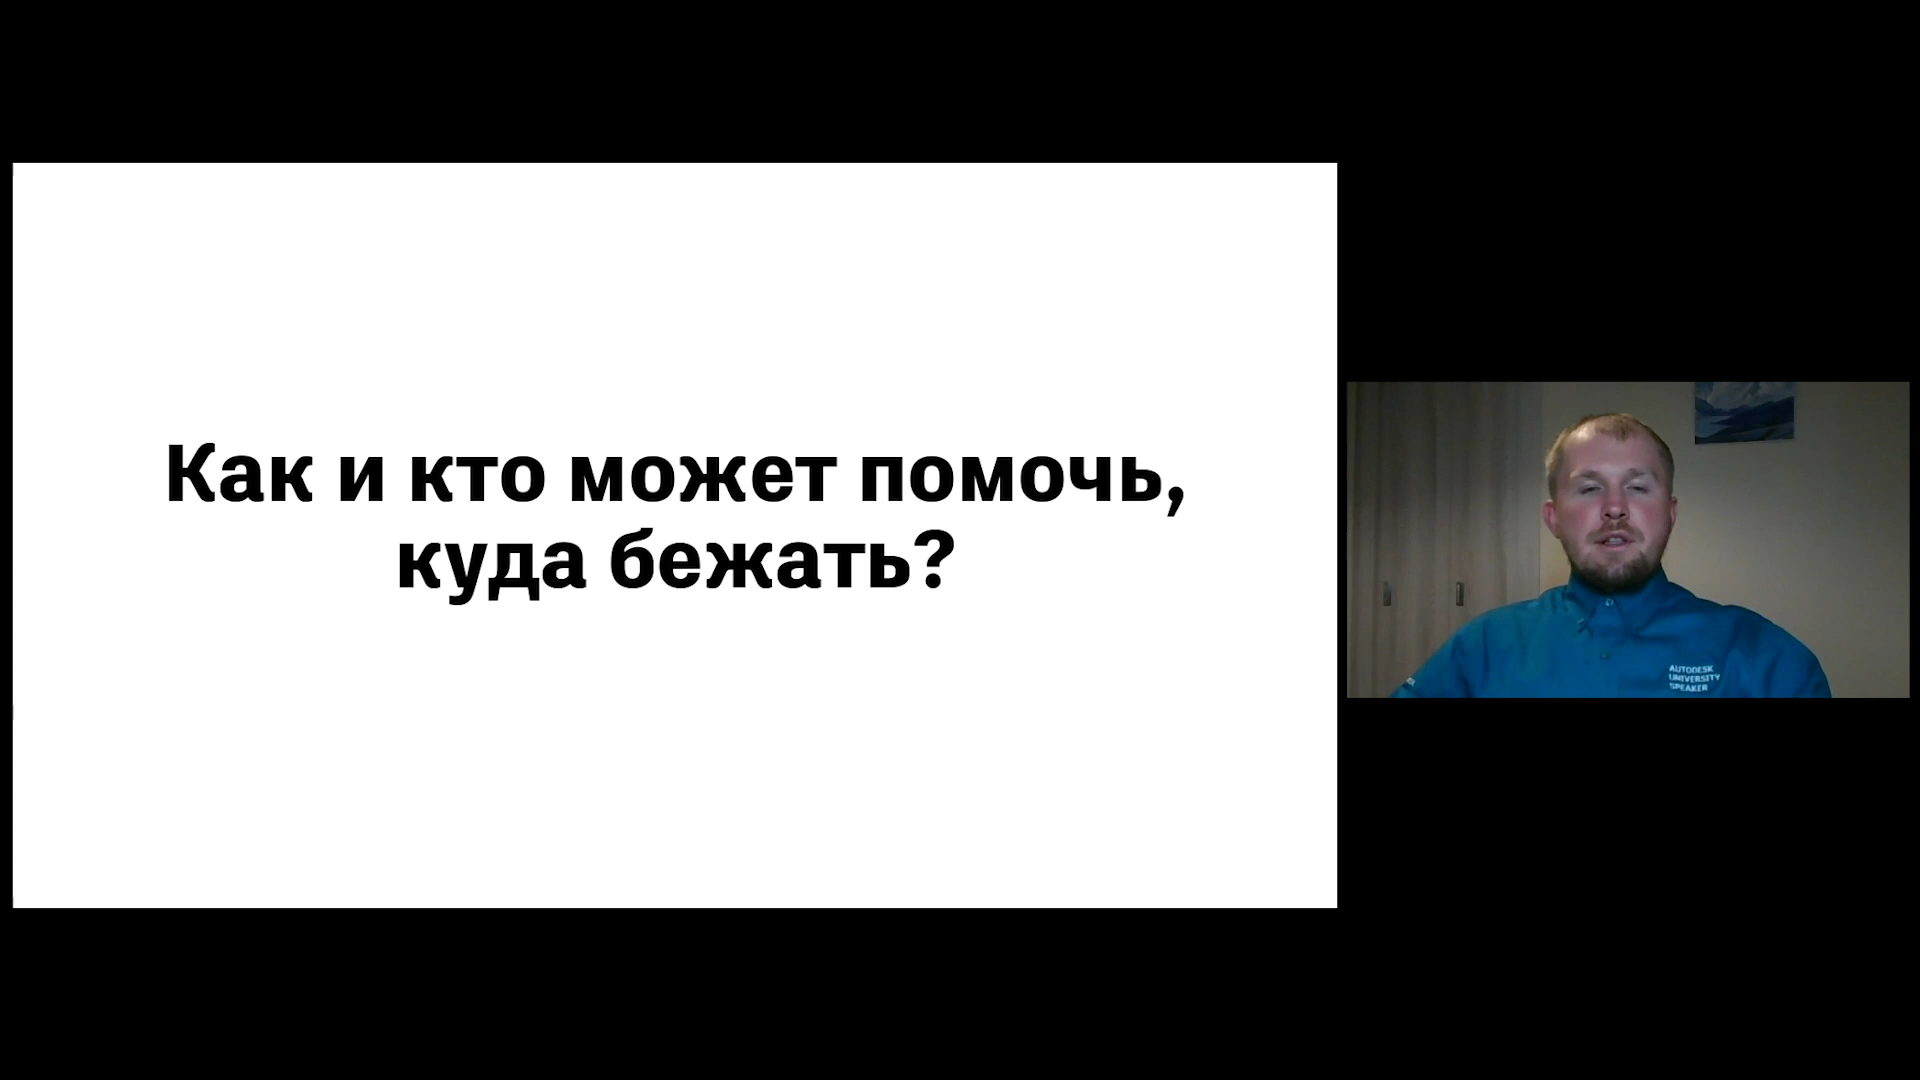 Как и кто может помочь,
куда бежать?
AUTODESK
UNIVERSITY
SPEAKER